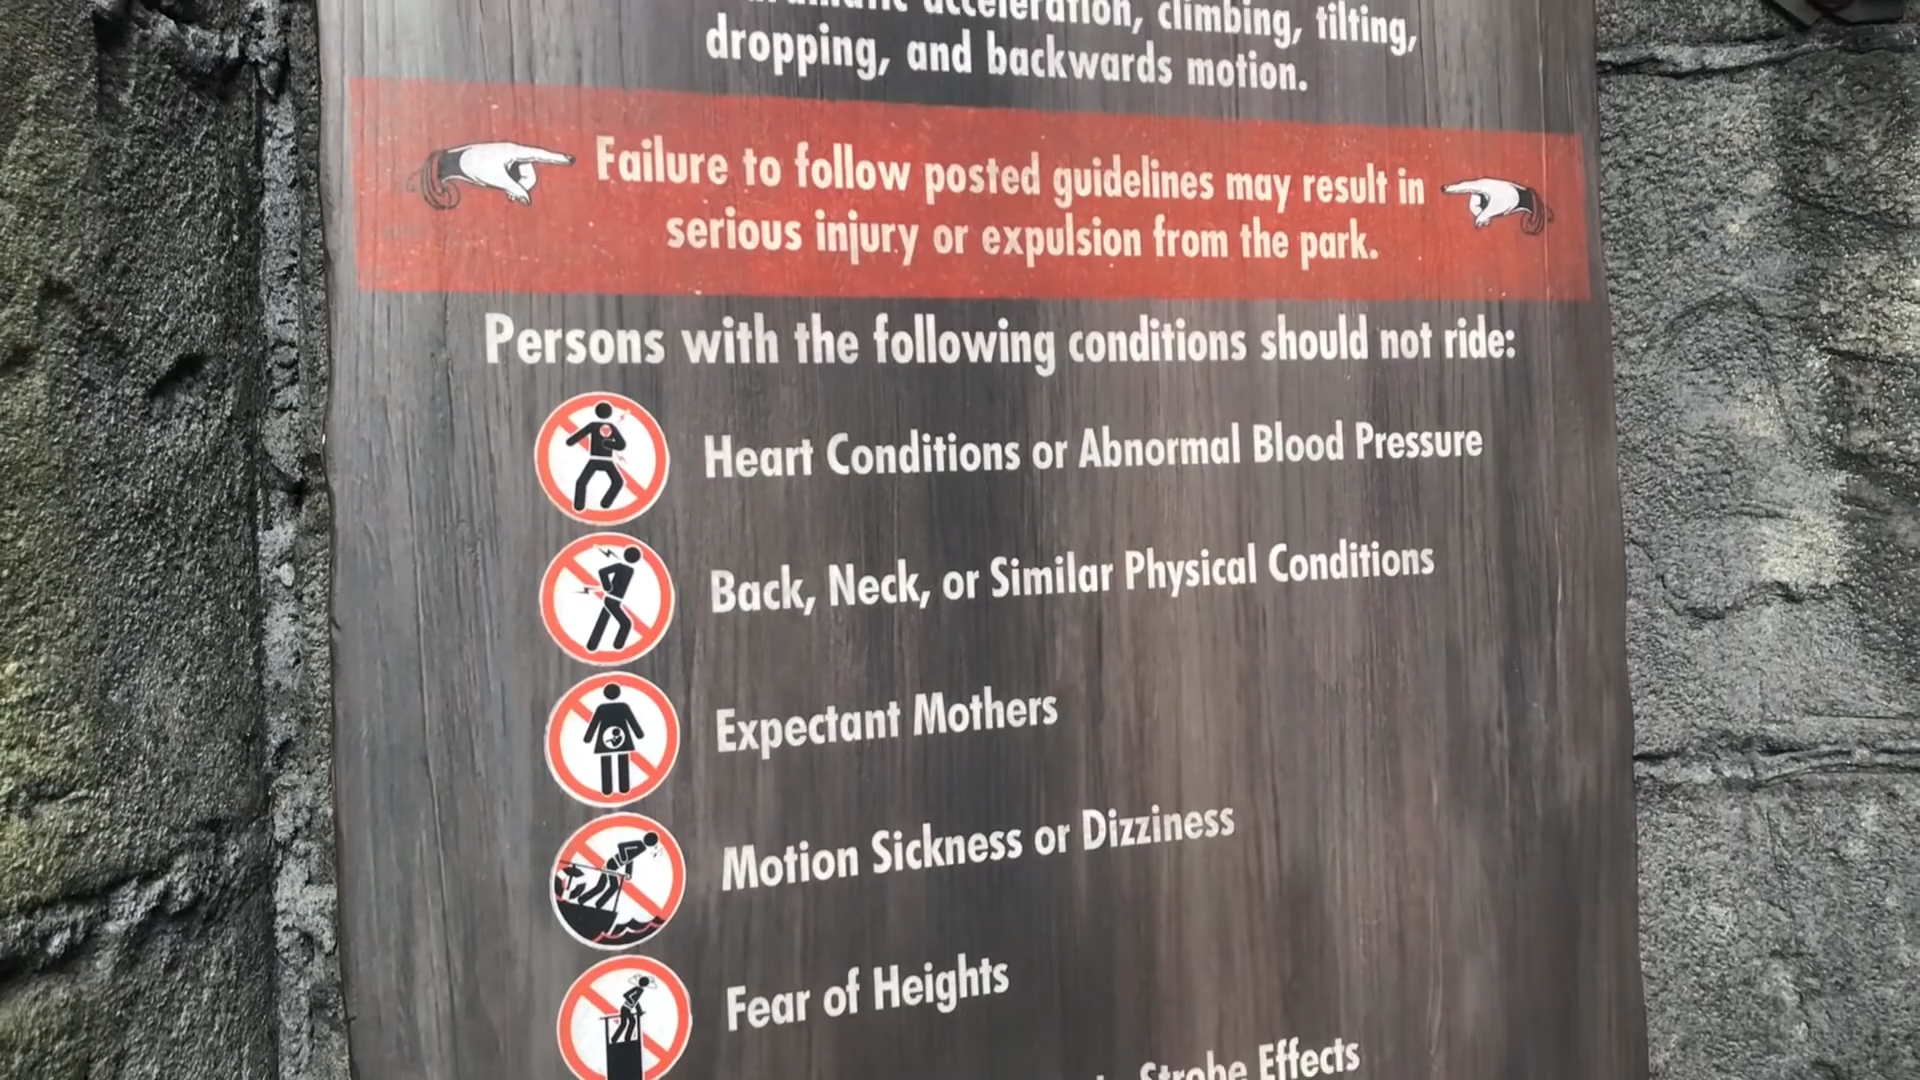 acceleration, climbing, tilting,
dropping, and backwards motion.
Failure to follow posted guidelines may result in
serious injury or expulsion from the park.
Persons with the following conditions should not ride:
Heart Conditions or Abnormal Blood Pressure
Back, Neck, or Similar Physical Conditions
Expectant Mothers
Motion Sickness or Dizziness
Fear of Heights
Strobe Effects